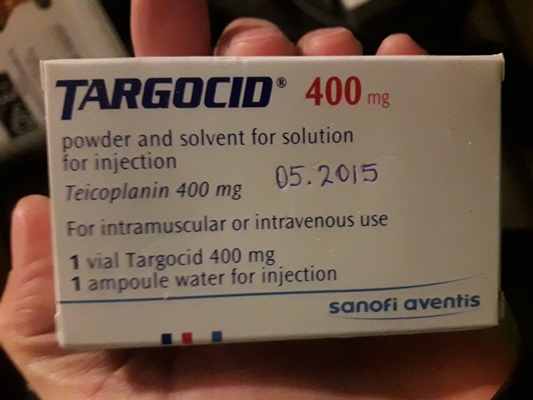 TARGOCID® 400 mg
powder and solvent for solution
for injection
Teicoplanin 400 mg
05.2015
For intramuscular or intravenous use
1 vial Targocid 400 mg
1 ampoule water for injection
sanofi aventis